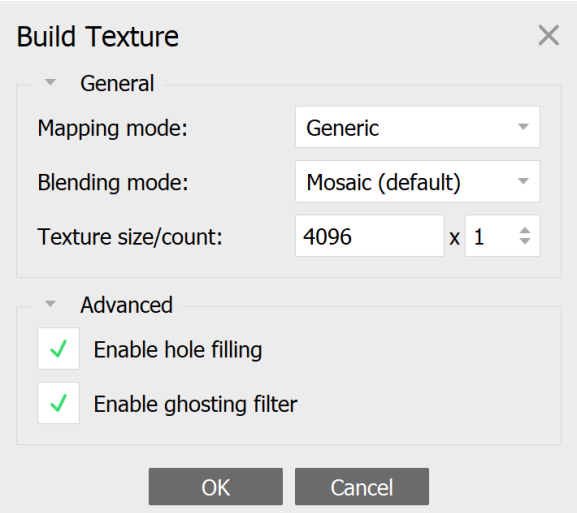 Build Texture
General
Mapping mode: Generic
Blending mode: Mosaic (default)
Texture size/count: 4096 x 1
Advanced
Enable hole filling
Enable ghosting filter
OK Cancel